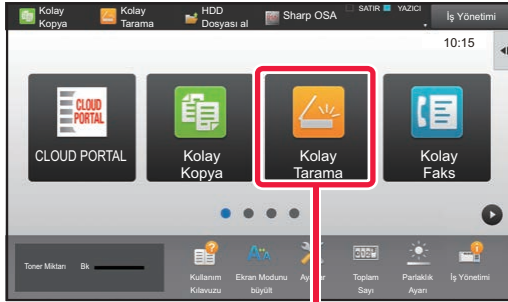 Kolay Kopya
Kolay Tarama
HDD Dosyası al
Sharp OSA
SATIR
YAZICI
İş Yönetimi
10:15
CLOUD PORTAL
CLOUD PORTAL
Kolay Kopya
Kolay Tarama
Kolay Faks
Toner Miktarı
Bk
Kullanım Kılavuzu
Ekran Modunu büyült
Toplam Sayı
Parlaklık Ayarı
İş Yönetimi